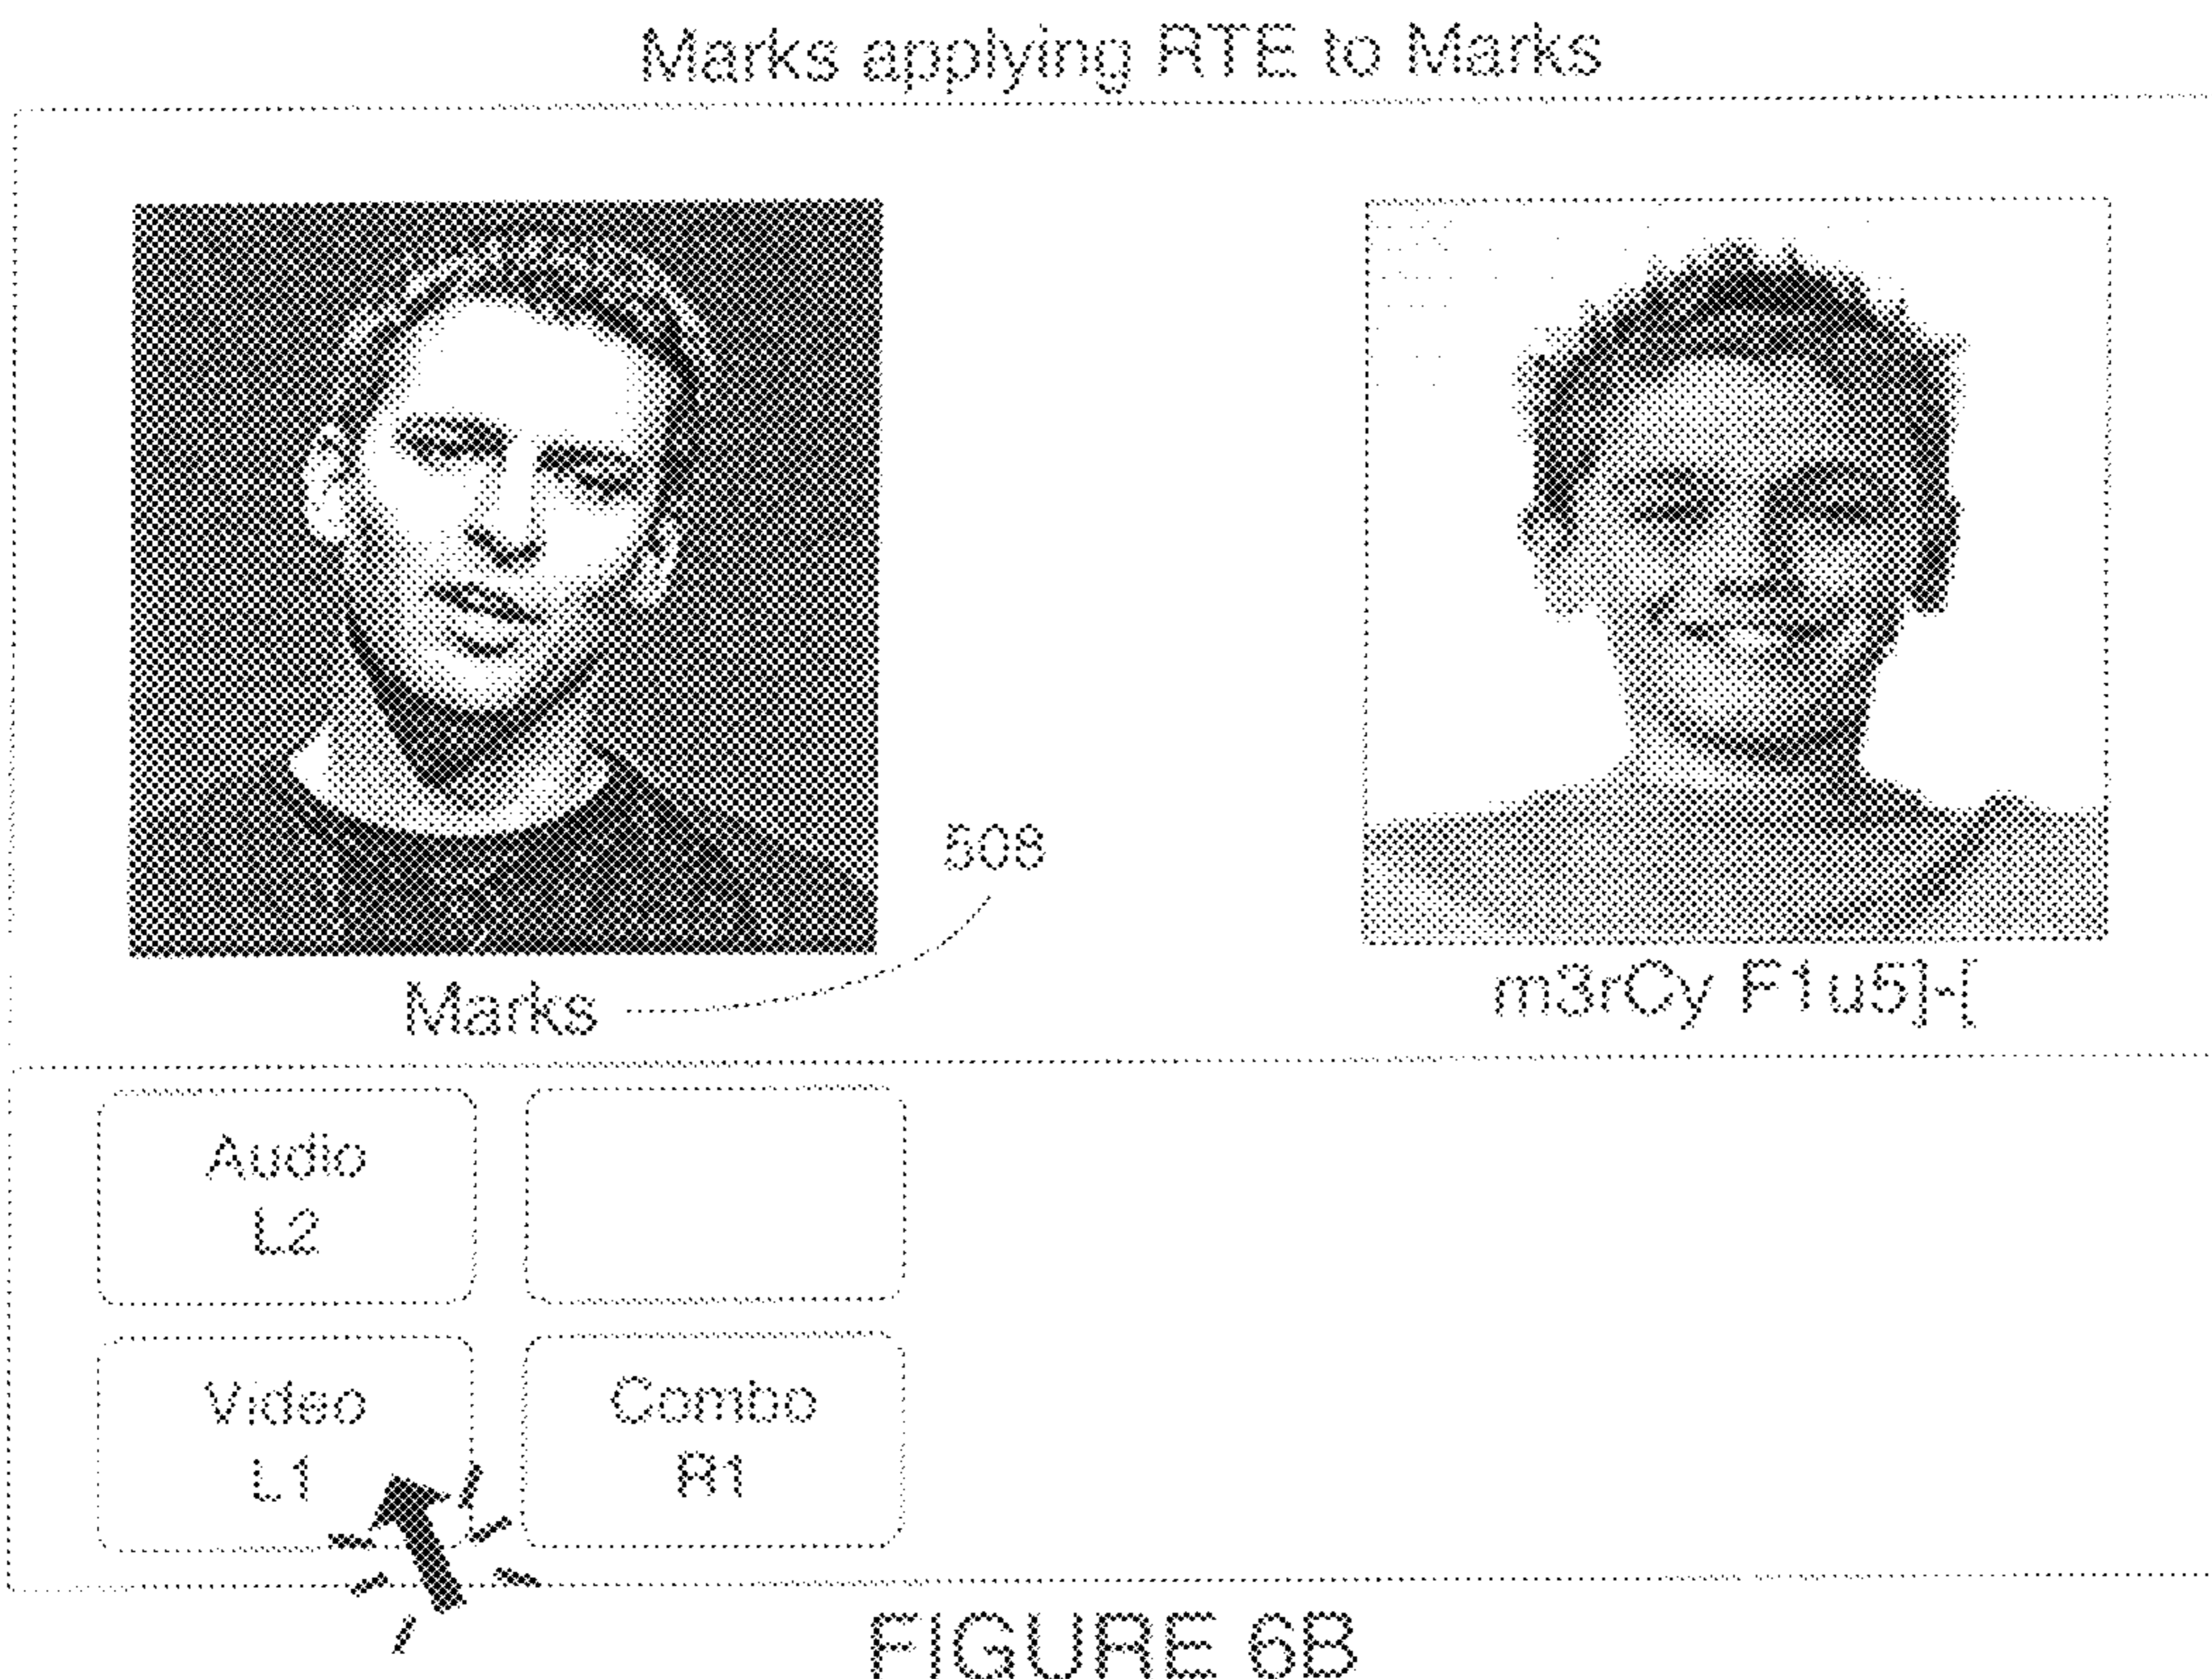 Marks applying RTE to Marks
508
Marks
m3rCy F1u5]-[
Audio
L2
Video
L1
Combo
R1
FIGURE 6B